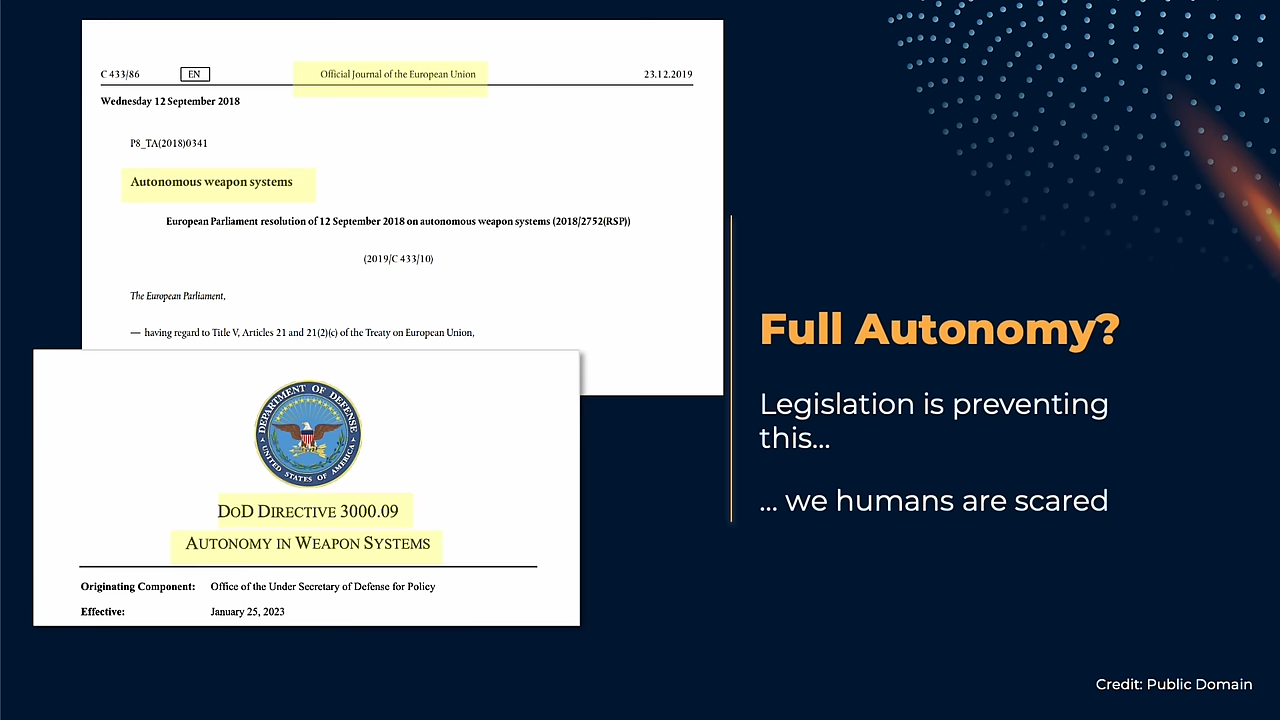 C 433/86 EN Official Journal of the European Union 23.12.2019
Wednesday 12 September 2018
P8_TA(2018)0341
Autonomous weapon systems
European Parliament resolution of 12 September 2018 on autonomous weapon systems (2018/2752(RSP))
(2019/C 433/10)
The European Parliament,
— having regard to Title V, Articles 21 and 21(2)(c) of the Treaty on European Union,
DEPARTMENT OF DEFENSE
UNITED STATES OF AMERICA
DOD DIRECTIVE 3000.09
AUTONOMY IN WEAPON SYSTEMS
Originating Component: Office of the Under Secretary of Defense for Policy
Effective: January 25, 2023
Full Autonomy?
Legislation is preventing
this...
... we humans are scared
Credit: Public Domain